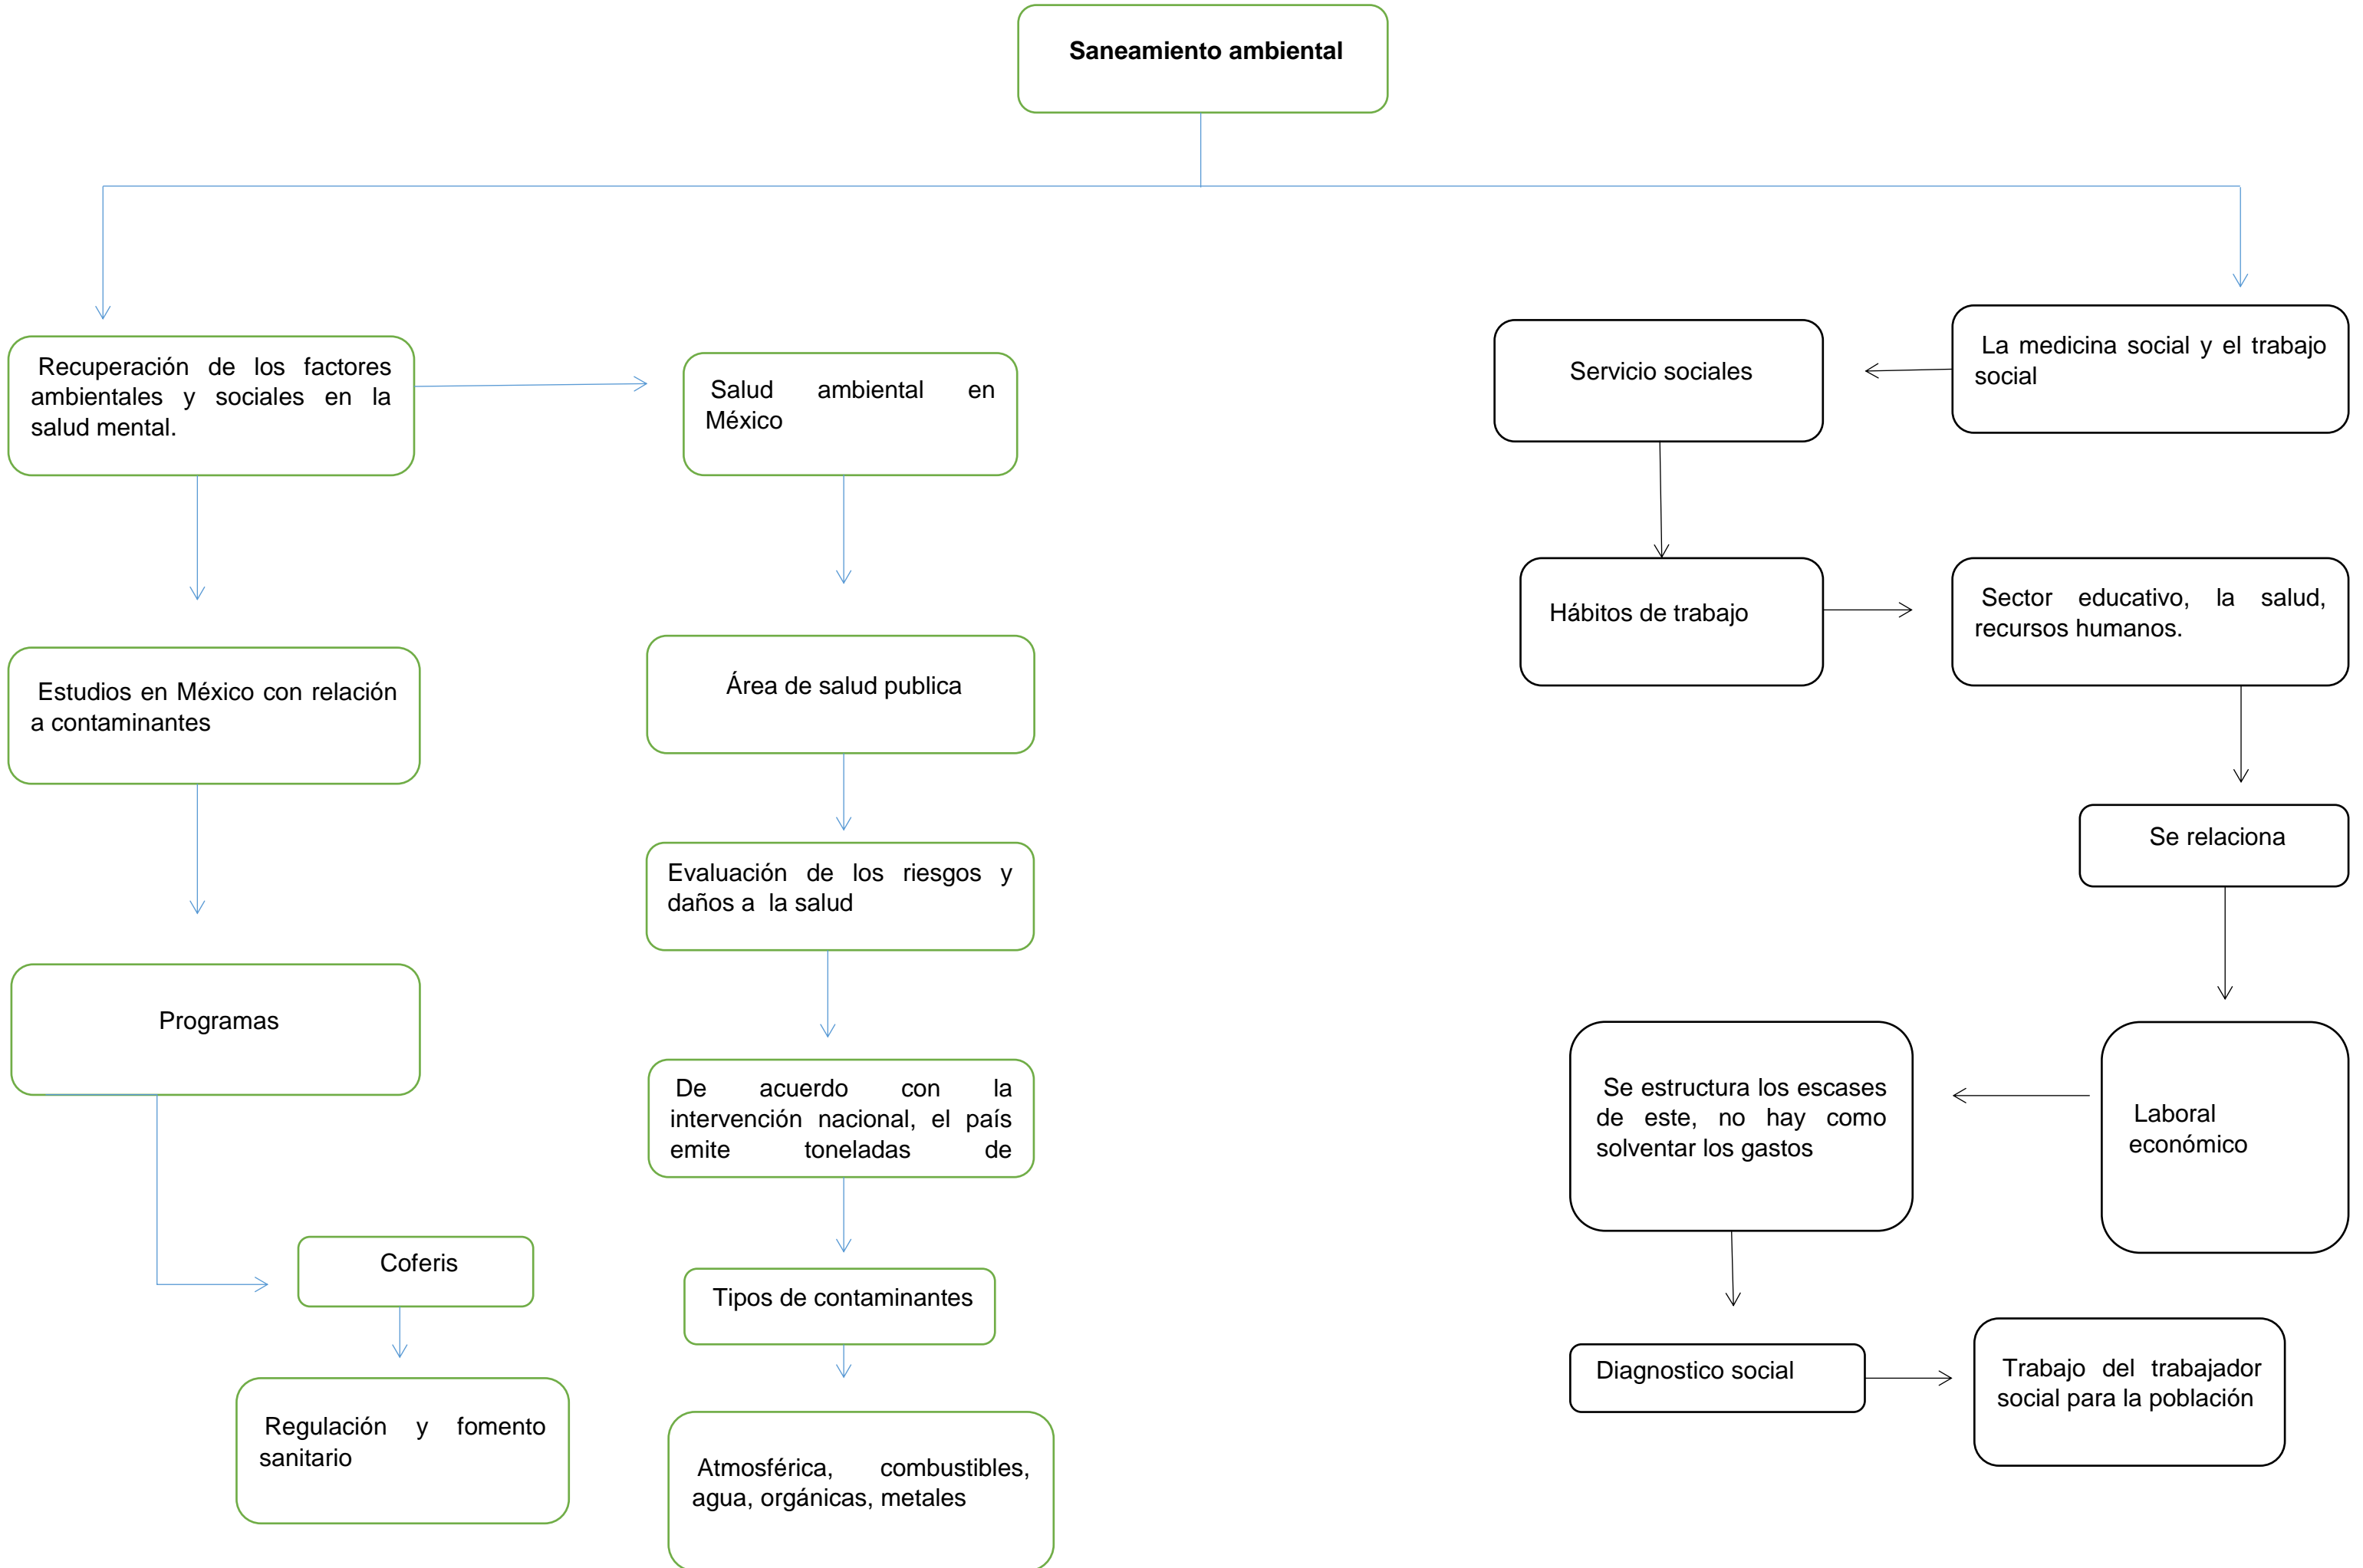 Saneamiento ambiental
Recuperación de los factores
ambientales y sociales en la
salud mental.
Salud ambiental en
México
Servicio sociales
La medicina social y el trabajo
social
Estudios en México con relación
a contaminantes
Área de salud publica
Hábitos de trabajo
Sector educativo, la salud,
recursos humanos.
Evaluación de los riesgos y
daños a la salud
Se relaciona
Programas
De acuerdo con la
intervención nacional, el país
emite toneladas de
Se estructura los escases
de este, no hay como
solventar los gastos
Laboral
económico
Coferis
Tipos de contaminantes
Diagnostico social
Trabajo del trabajador
social para la población
Regulación y fomento
sanitario
Atmosférica, combustibles,
agua, orgánicas, metales